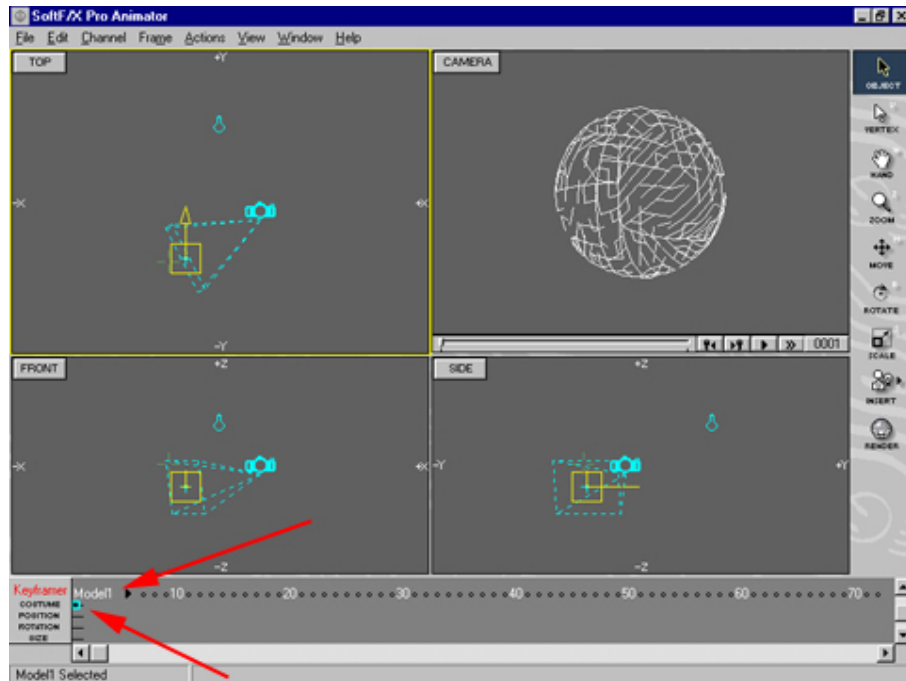 SoftF/X Pro Animator
File Edit Channel Frame Actions View Window Help
TOP
+Y
-X
+X
-Y
CAMERA
0001
OBJECT
VERTEX
HAND
ZOOM
MOVE
ROTATE
SCALE
INSERT
RENDER
FRONT
+Z
-X
+X
-Z
SIDE
+Z
-Y
+Y
-Z
Keyframer Model1 10 20 30 40 50 60 70
COSTUME
POSITION
ROTATION
SIZE
Model1 Selected